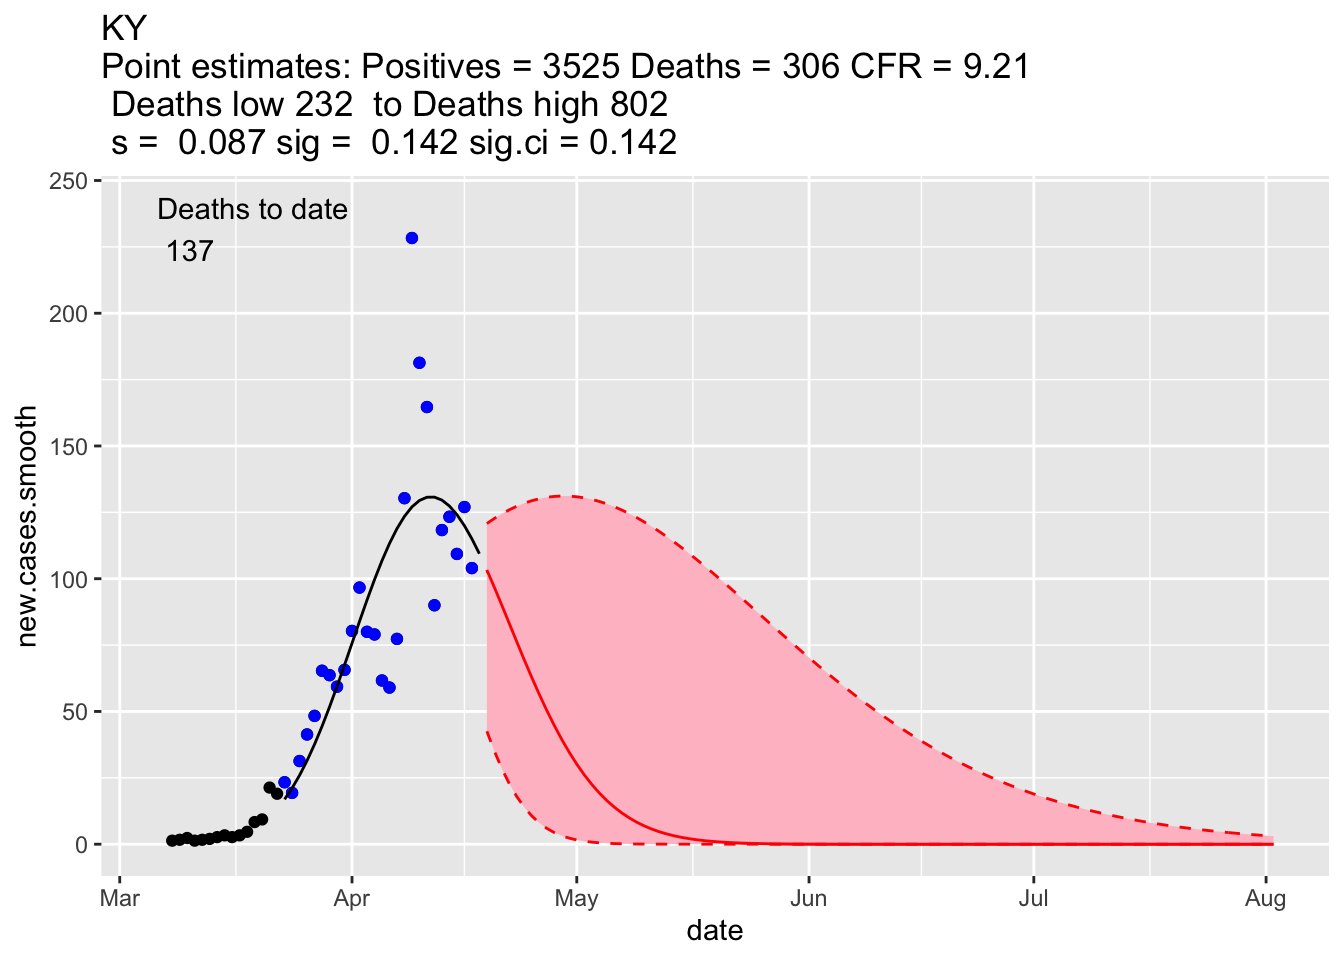 KY
Point estimates: Positives = 3525 Deaths = 306 CFR = 9.21
Deaths low 232  to Deaths high 802
s =  0.087 sig =  0.142 sig.ci = 0.142
250
200
150
100
50
0
new.cases.smooth
Deaths to date
137
Mar Apr May Jun Jul Aug
date